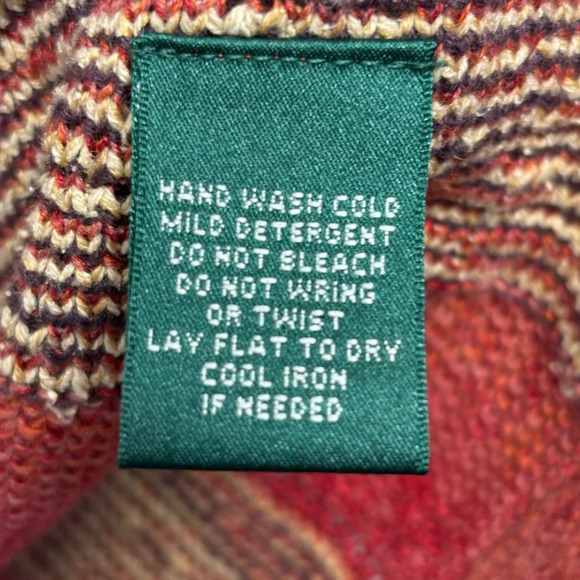 HAND WASH COLD
MILD DETERGENT
DO NOT BLEACH
DO NOT WRING
OR TWIST
LAY FLAT TO DRY
COOL IRON
IF NEEDED